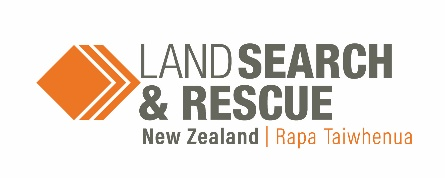 LAND SEARCH
& RESCUE
New Zealand | Rapa Taiwhenua